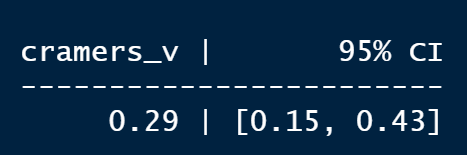 cramers_v |       95% CI
------------------------
     0.29 | [0.15, 0.43]